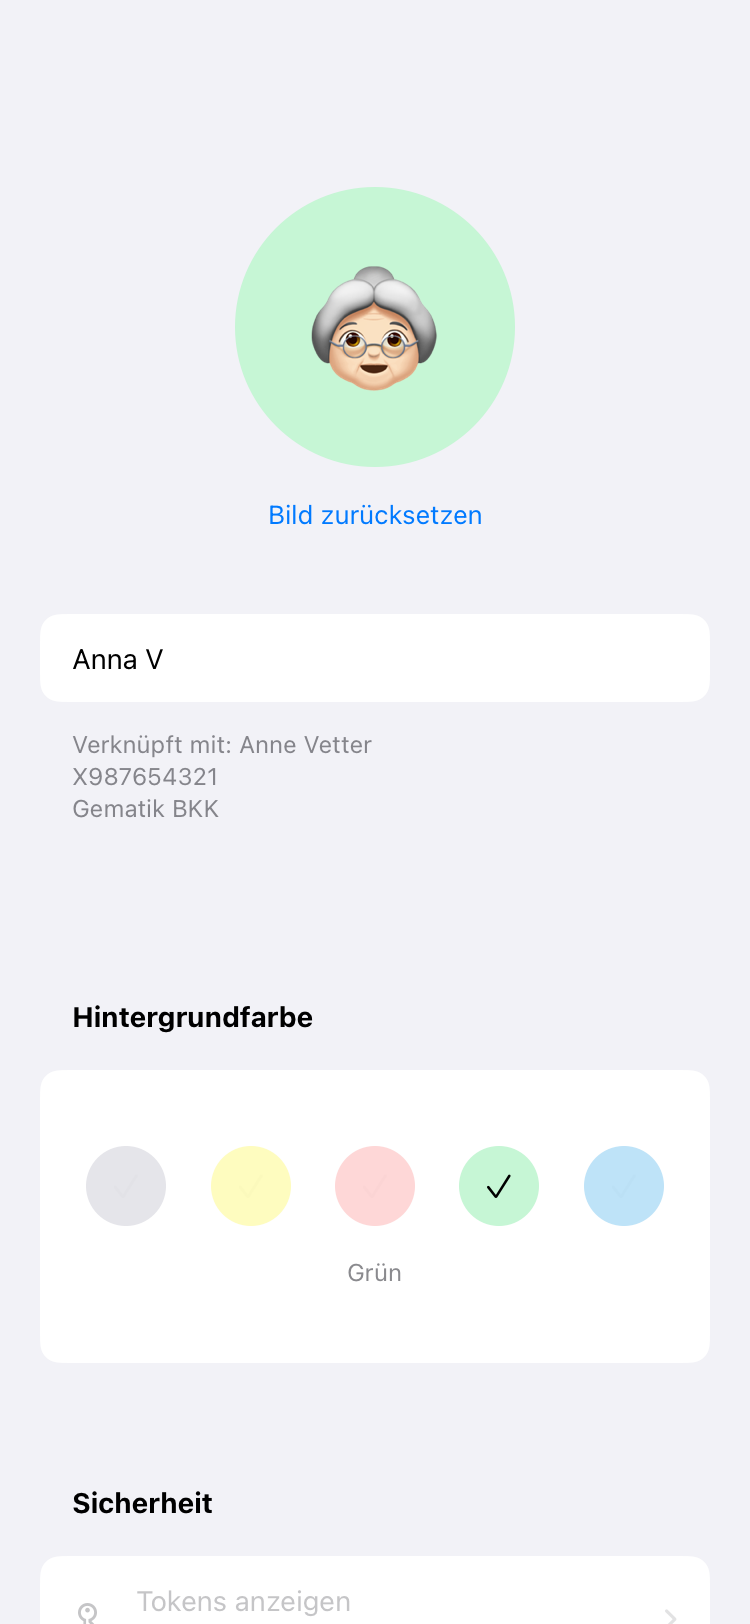 Bild zurücksetzen
Anna V
Verknüpft mit: Anne Vetter
X987654321
Gematik BKK
Hintergrundfarbe
Grün
Sicherheit
Tokens anzeigen